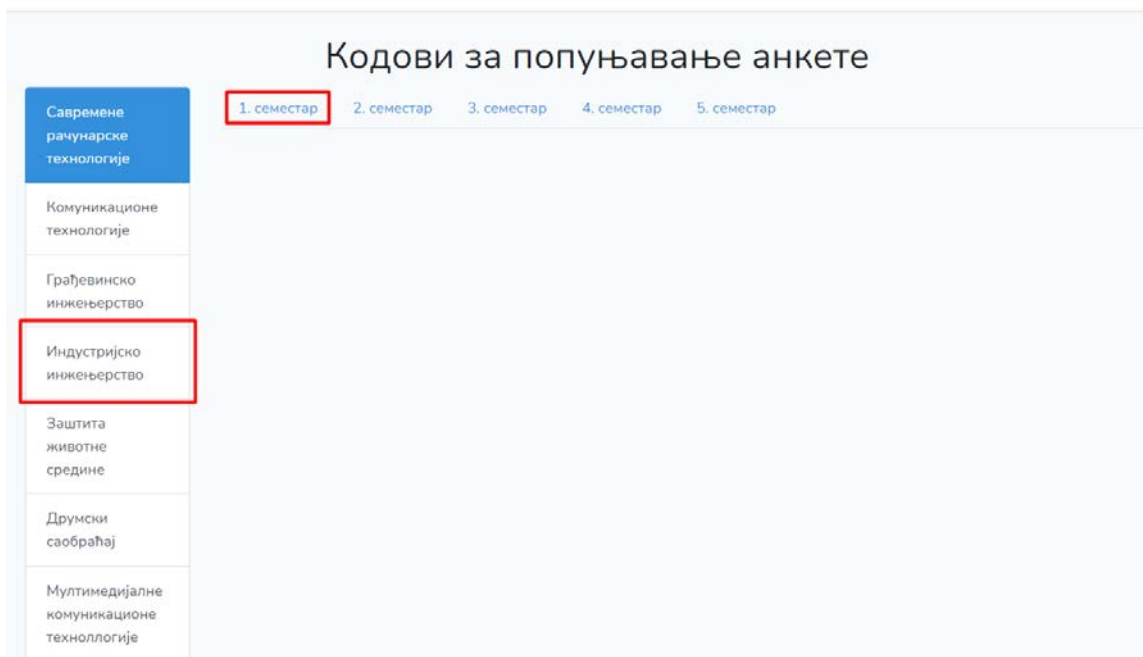 Кодови за попуњавање анкете
1. семестар 2. семестар 3. семестар 4. семестар 5. семестар
Савремене
рачунарске
технологије
Комуникационе
технологије
Грађевинско
инжењерство
Индустријско
инжењерство
Заштита
животне
средине
Друмски
саобраћај
Мултимедијалне
комуникационе
техноллогије